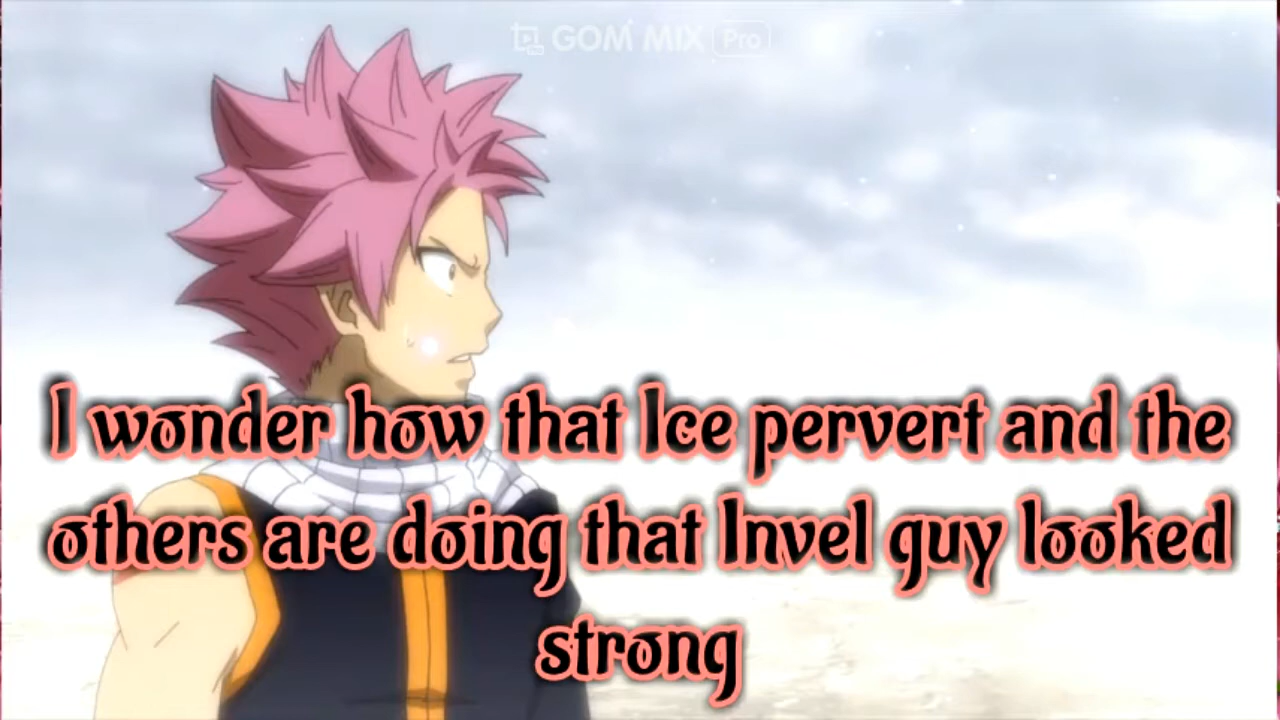 GOM MIX Pro
I wonder how that Ice pervert and the
others are doing that Invel guy looked
strong